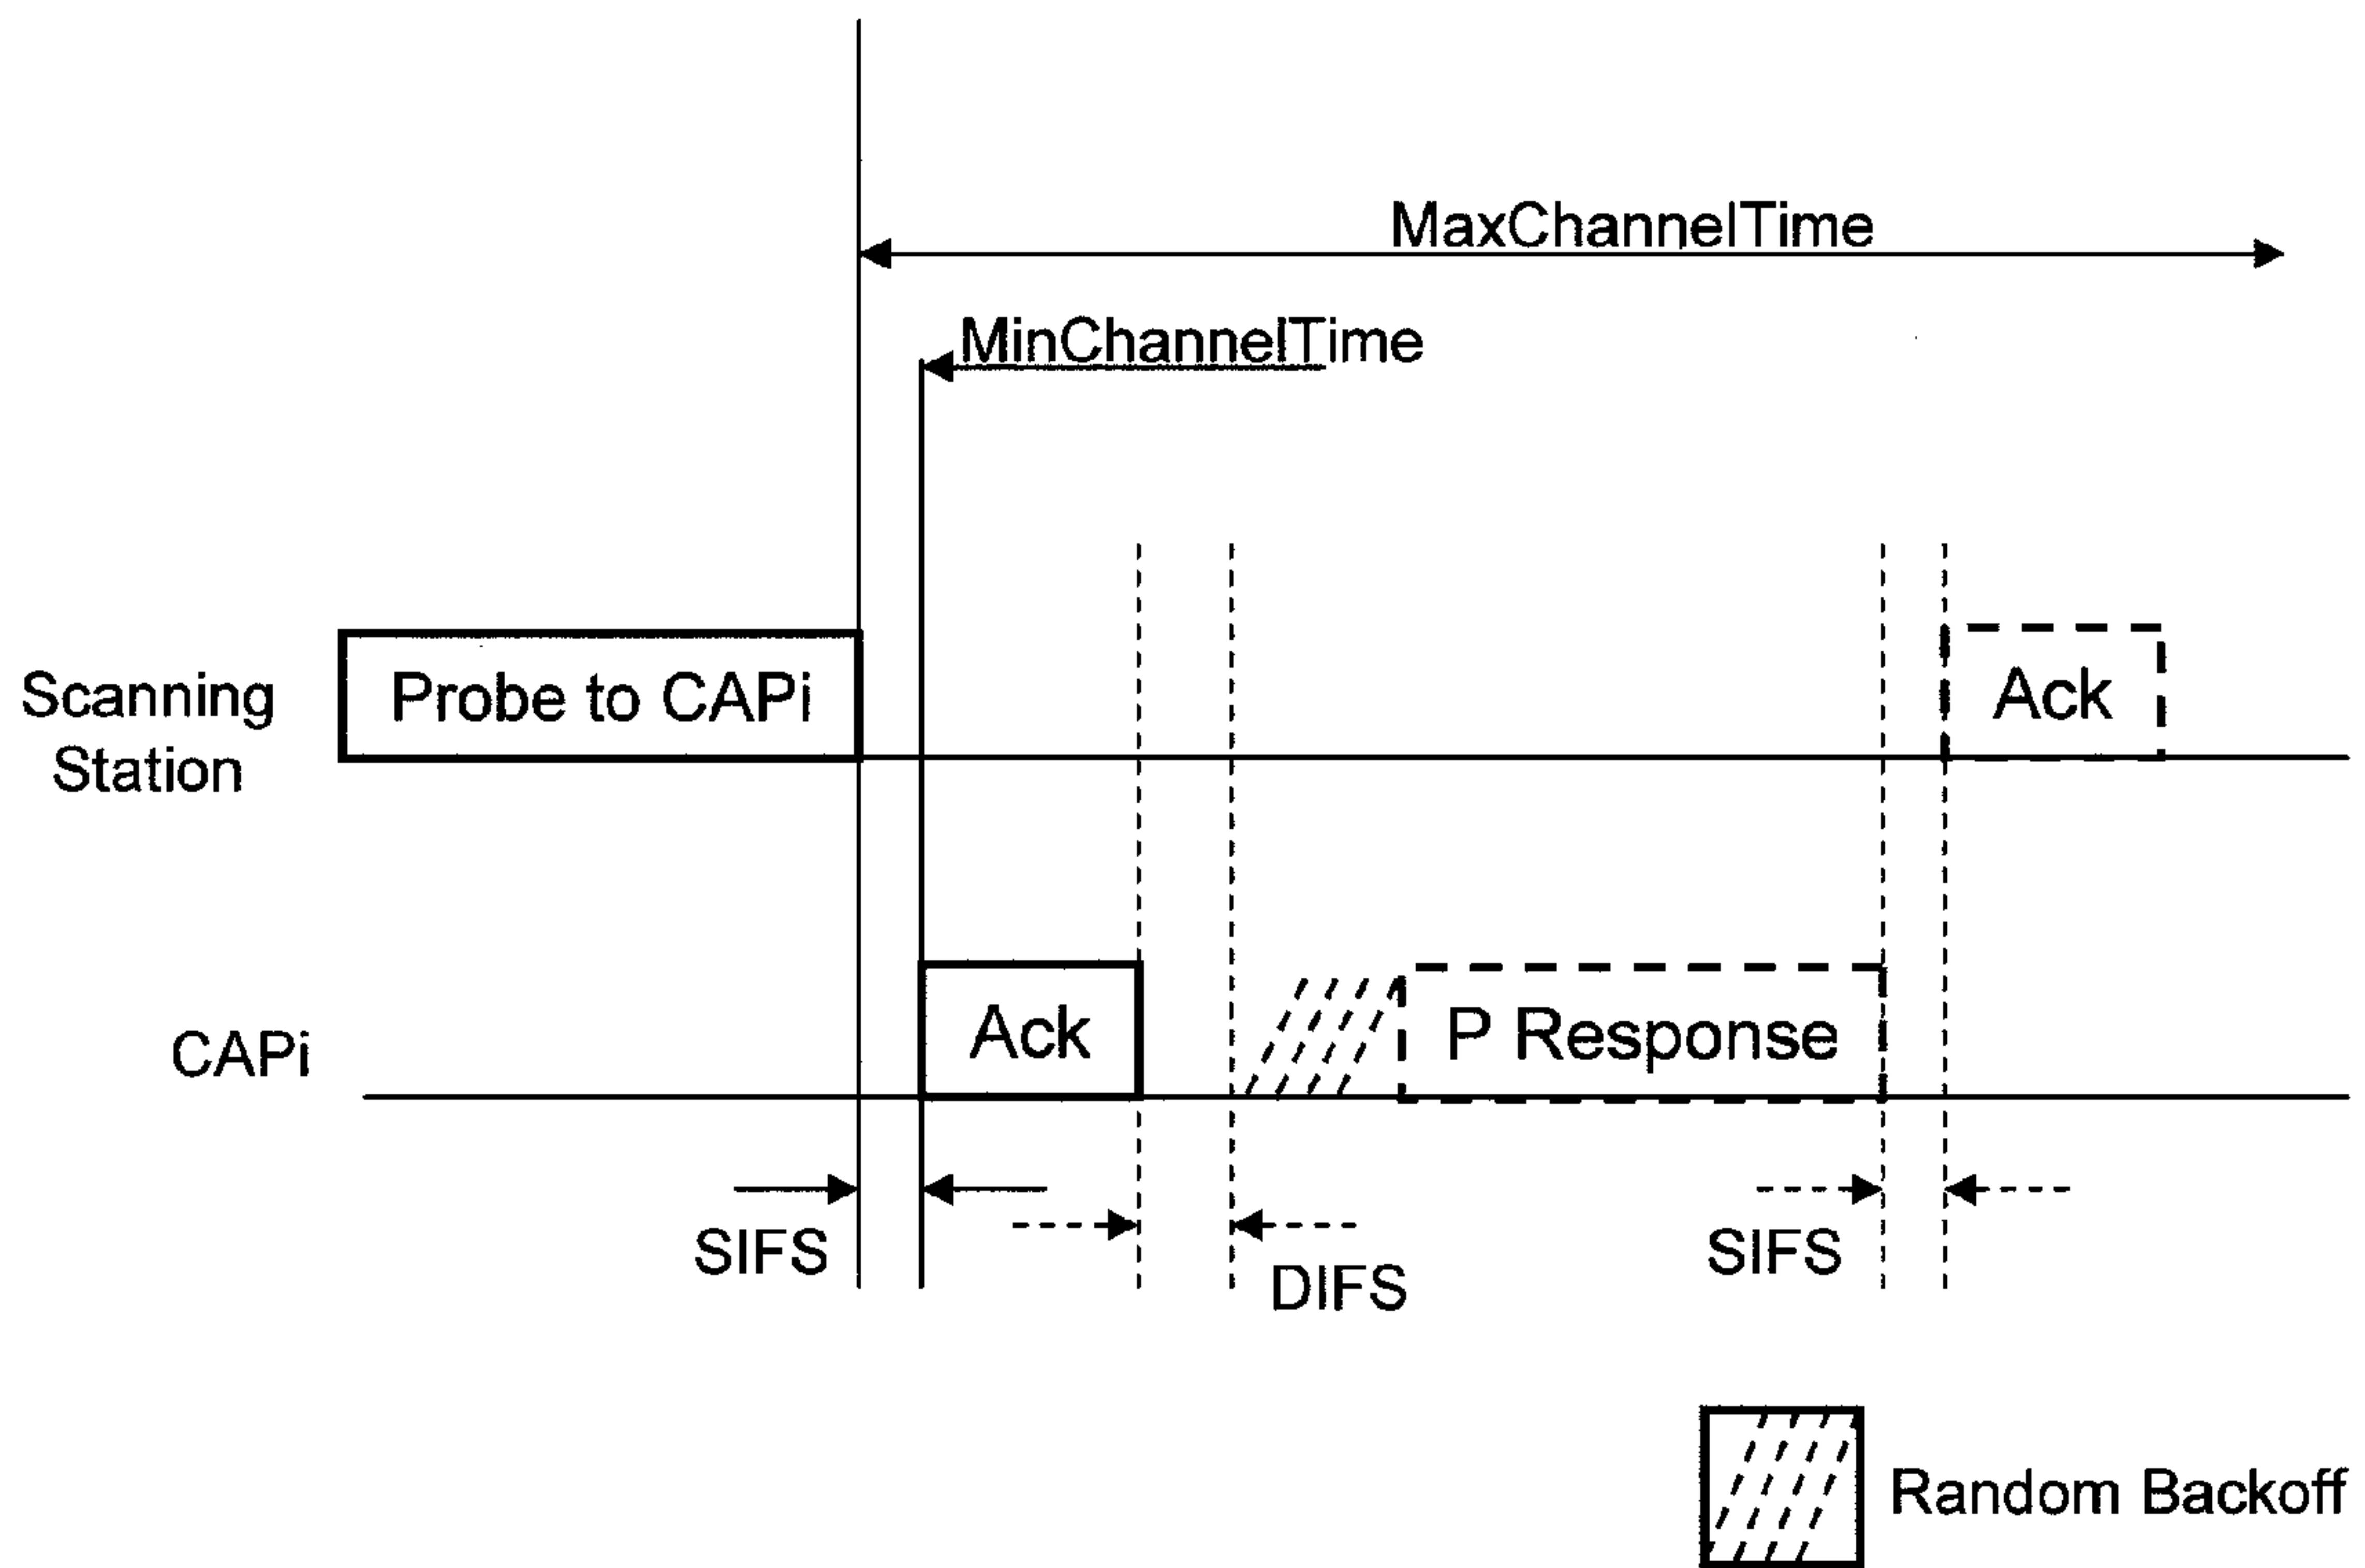 MaxChannelTime
MinChannelTime
Scanning
Station
Probe to CAPi
Ack
CAPi
Ack
P Response
SIFS
DIFS
SIFS
Random Backoff